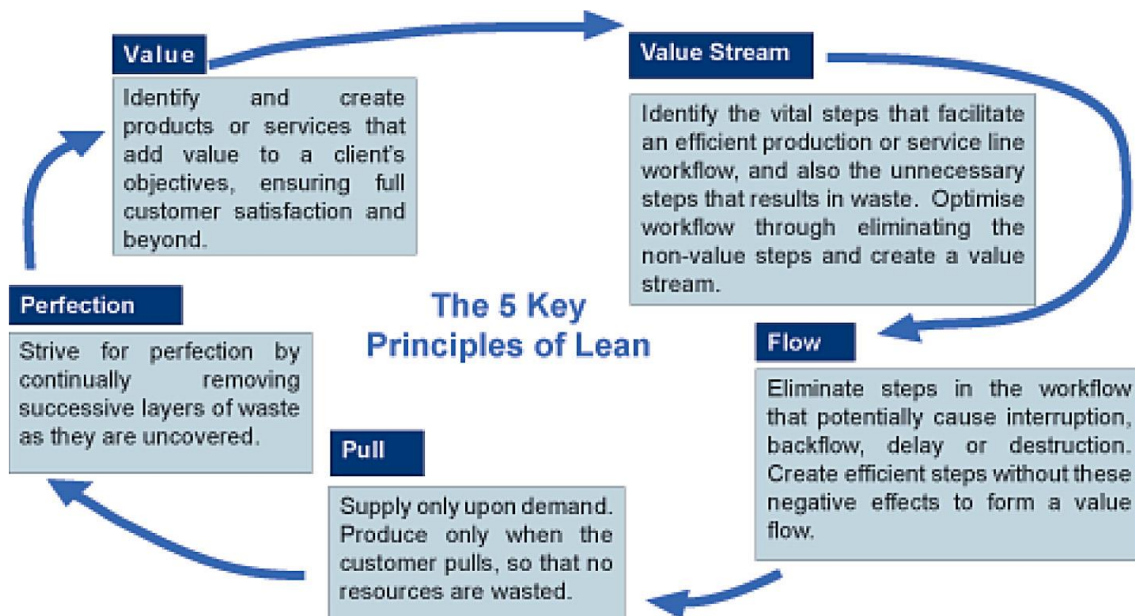 Value
Identify and create
products or services that
add value to a client's
objectives, ensuring full
customer satisfaction and
beyond.
Value Stream
Identify the vital steps that facilitate
an efficient production or service line
workflow, and also the unnecessary
steps that results in waste. Optimise
workflow through eliminating the
non-value steps and create a value
stream.
The 5 Key
Principles of Lean
Flow
Eliminate steps in the workflow
that potentially cause interruption,
backflow, delay or destruction.
Create efficient steps without these
negative effects to form a value
flow.
Pull
Supply only upon demand.
Produce only when the
customer pulls, so that no
resources are wasted.
Perfection
Strive for perfection by
continually removing
successive layers of waste
as they are uncovered.